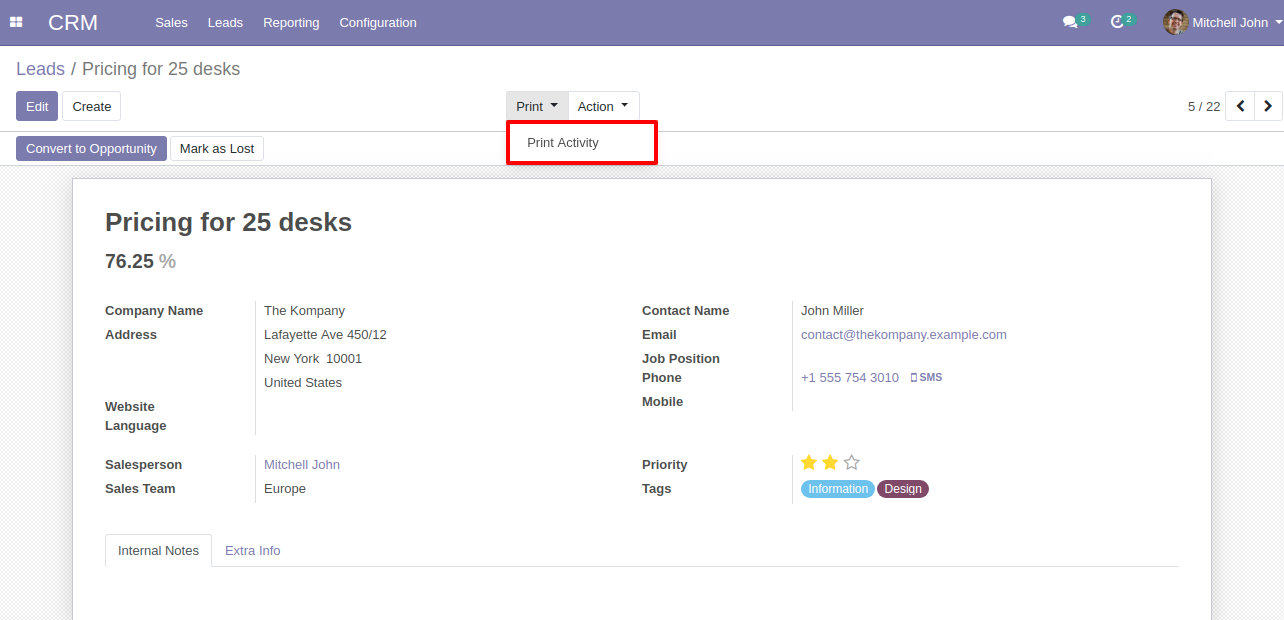 CRM Sales Leads Reporting Configuration 3 2 Mitchell John
Leads / Pricing for 25 desks
Edit Create Print Action 5 / 22
Convert to Opportunity Mark as Lost Print Activity
Pricing for 25 desks
76.25 %
Company Name The Kompany Contact Name John Miller
Address Lafayette Ave 450/12 Email contact@thekompany.example.com
New York 10001 Job Position
United States Phone +1 555 754 3010 SMS
Website Mobile
Language
Salesperson Mitchell John Priority
Sales Team Europe Tags Information Design
Internal Notes Extra Info